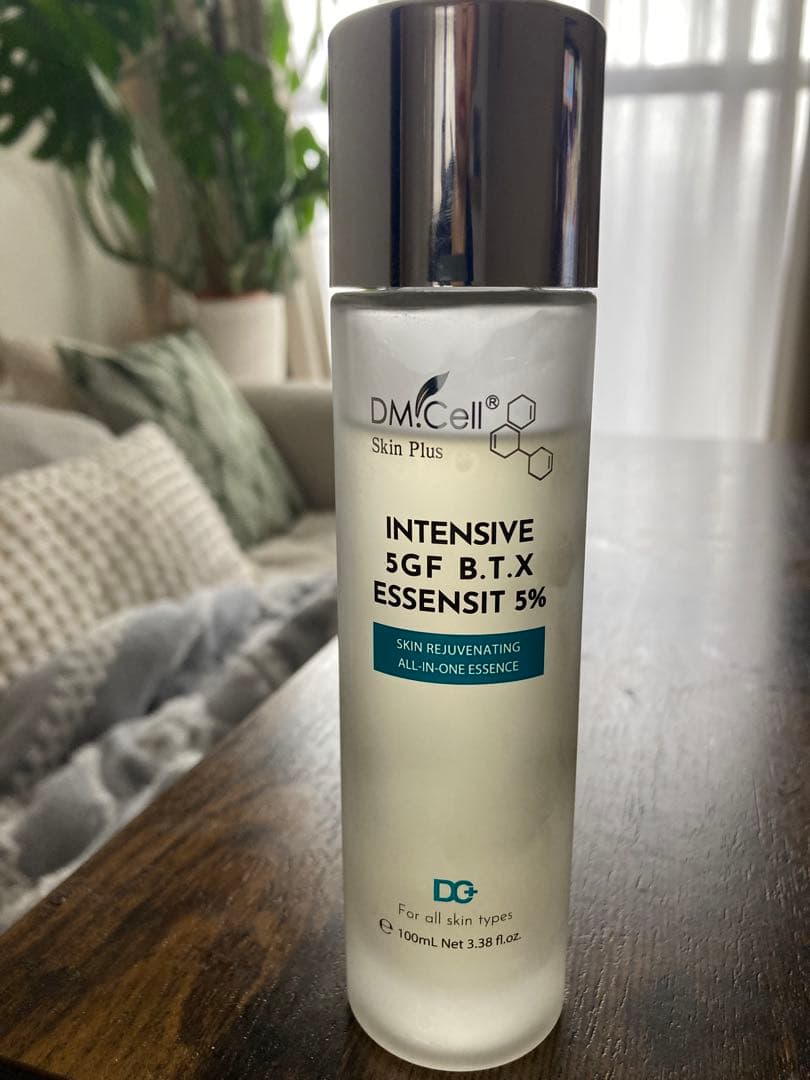 DM.Cell®
Skin Plus
INTENSIVE
5GF B.T.X
ESSENSIT 5%
SKIN REJUVENATING
ALL-IN-ONE ESSENCE
DC+
For all skin types
℮ 100mL Net 3.38 fl.oz.